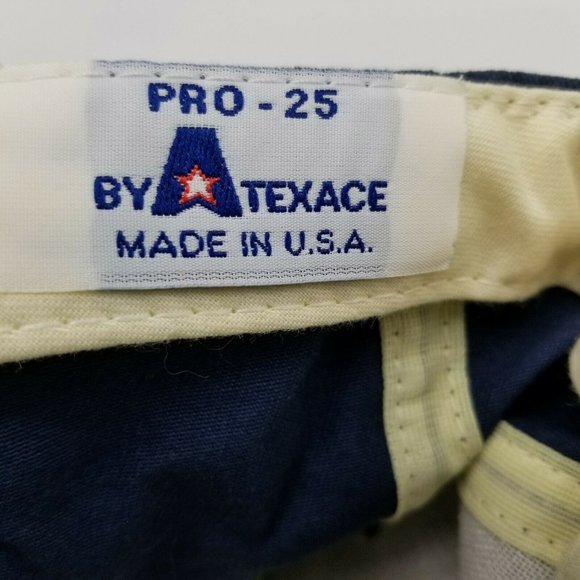 PRO - 25
BY A TEXACE
MADE IN U.S.A.